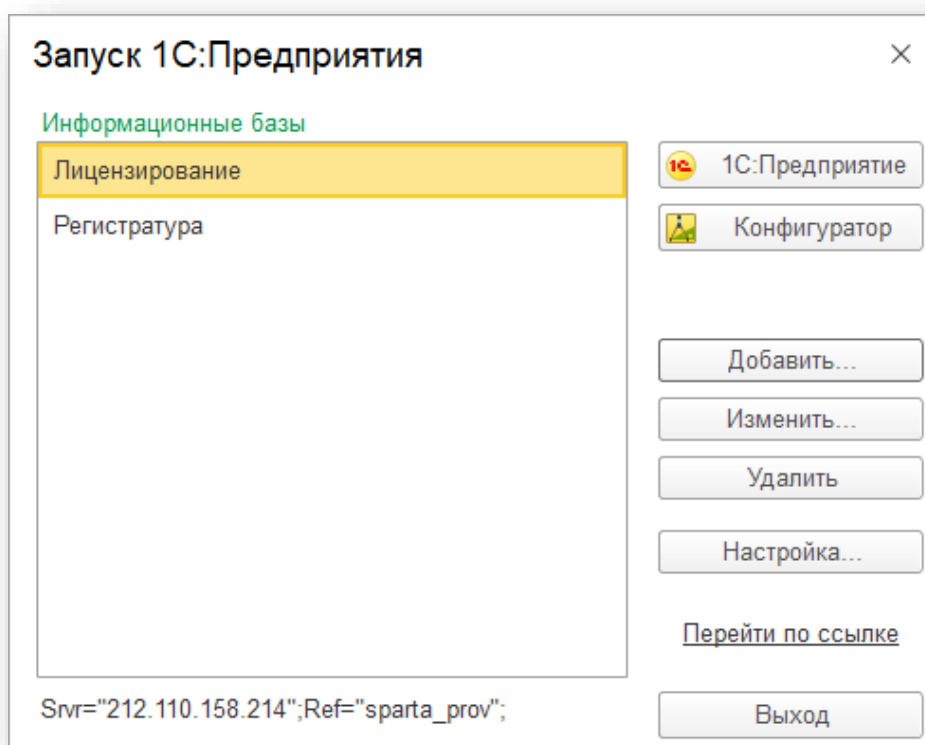 Запуск 1С:Предприятия
Информационные базы
Лицензирование
Регистратура
1С:Предприятие
Конфигуратор
Добавить...
Изменить...
Удалить
Настройка...
Перейти по ссылке
Выход
Srvr="212.110.158.214";Ref="sparta_prov";